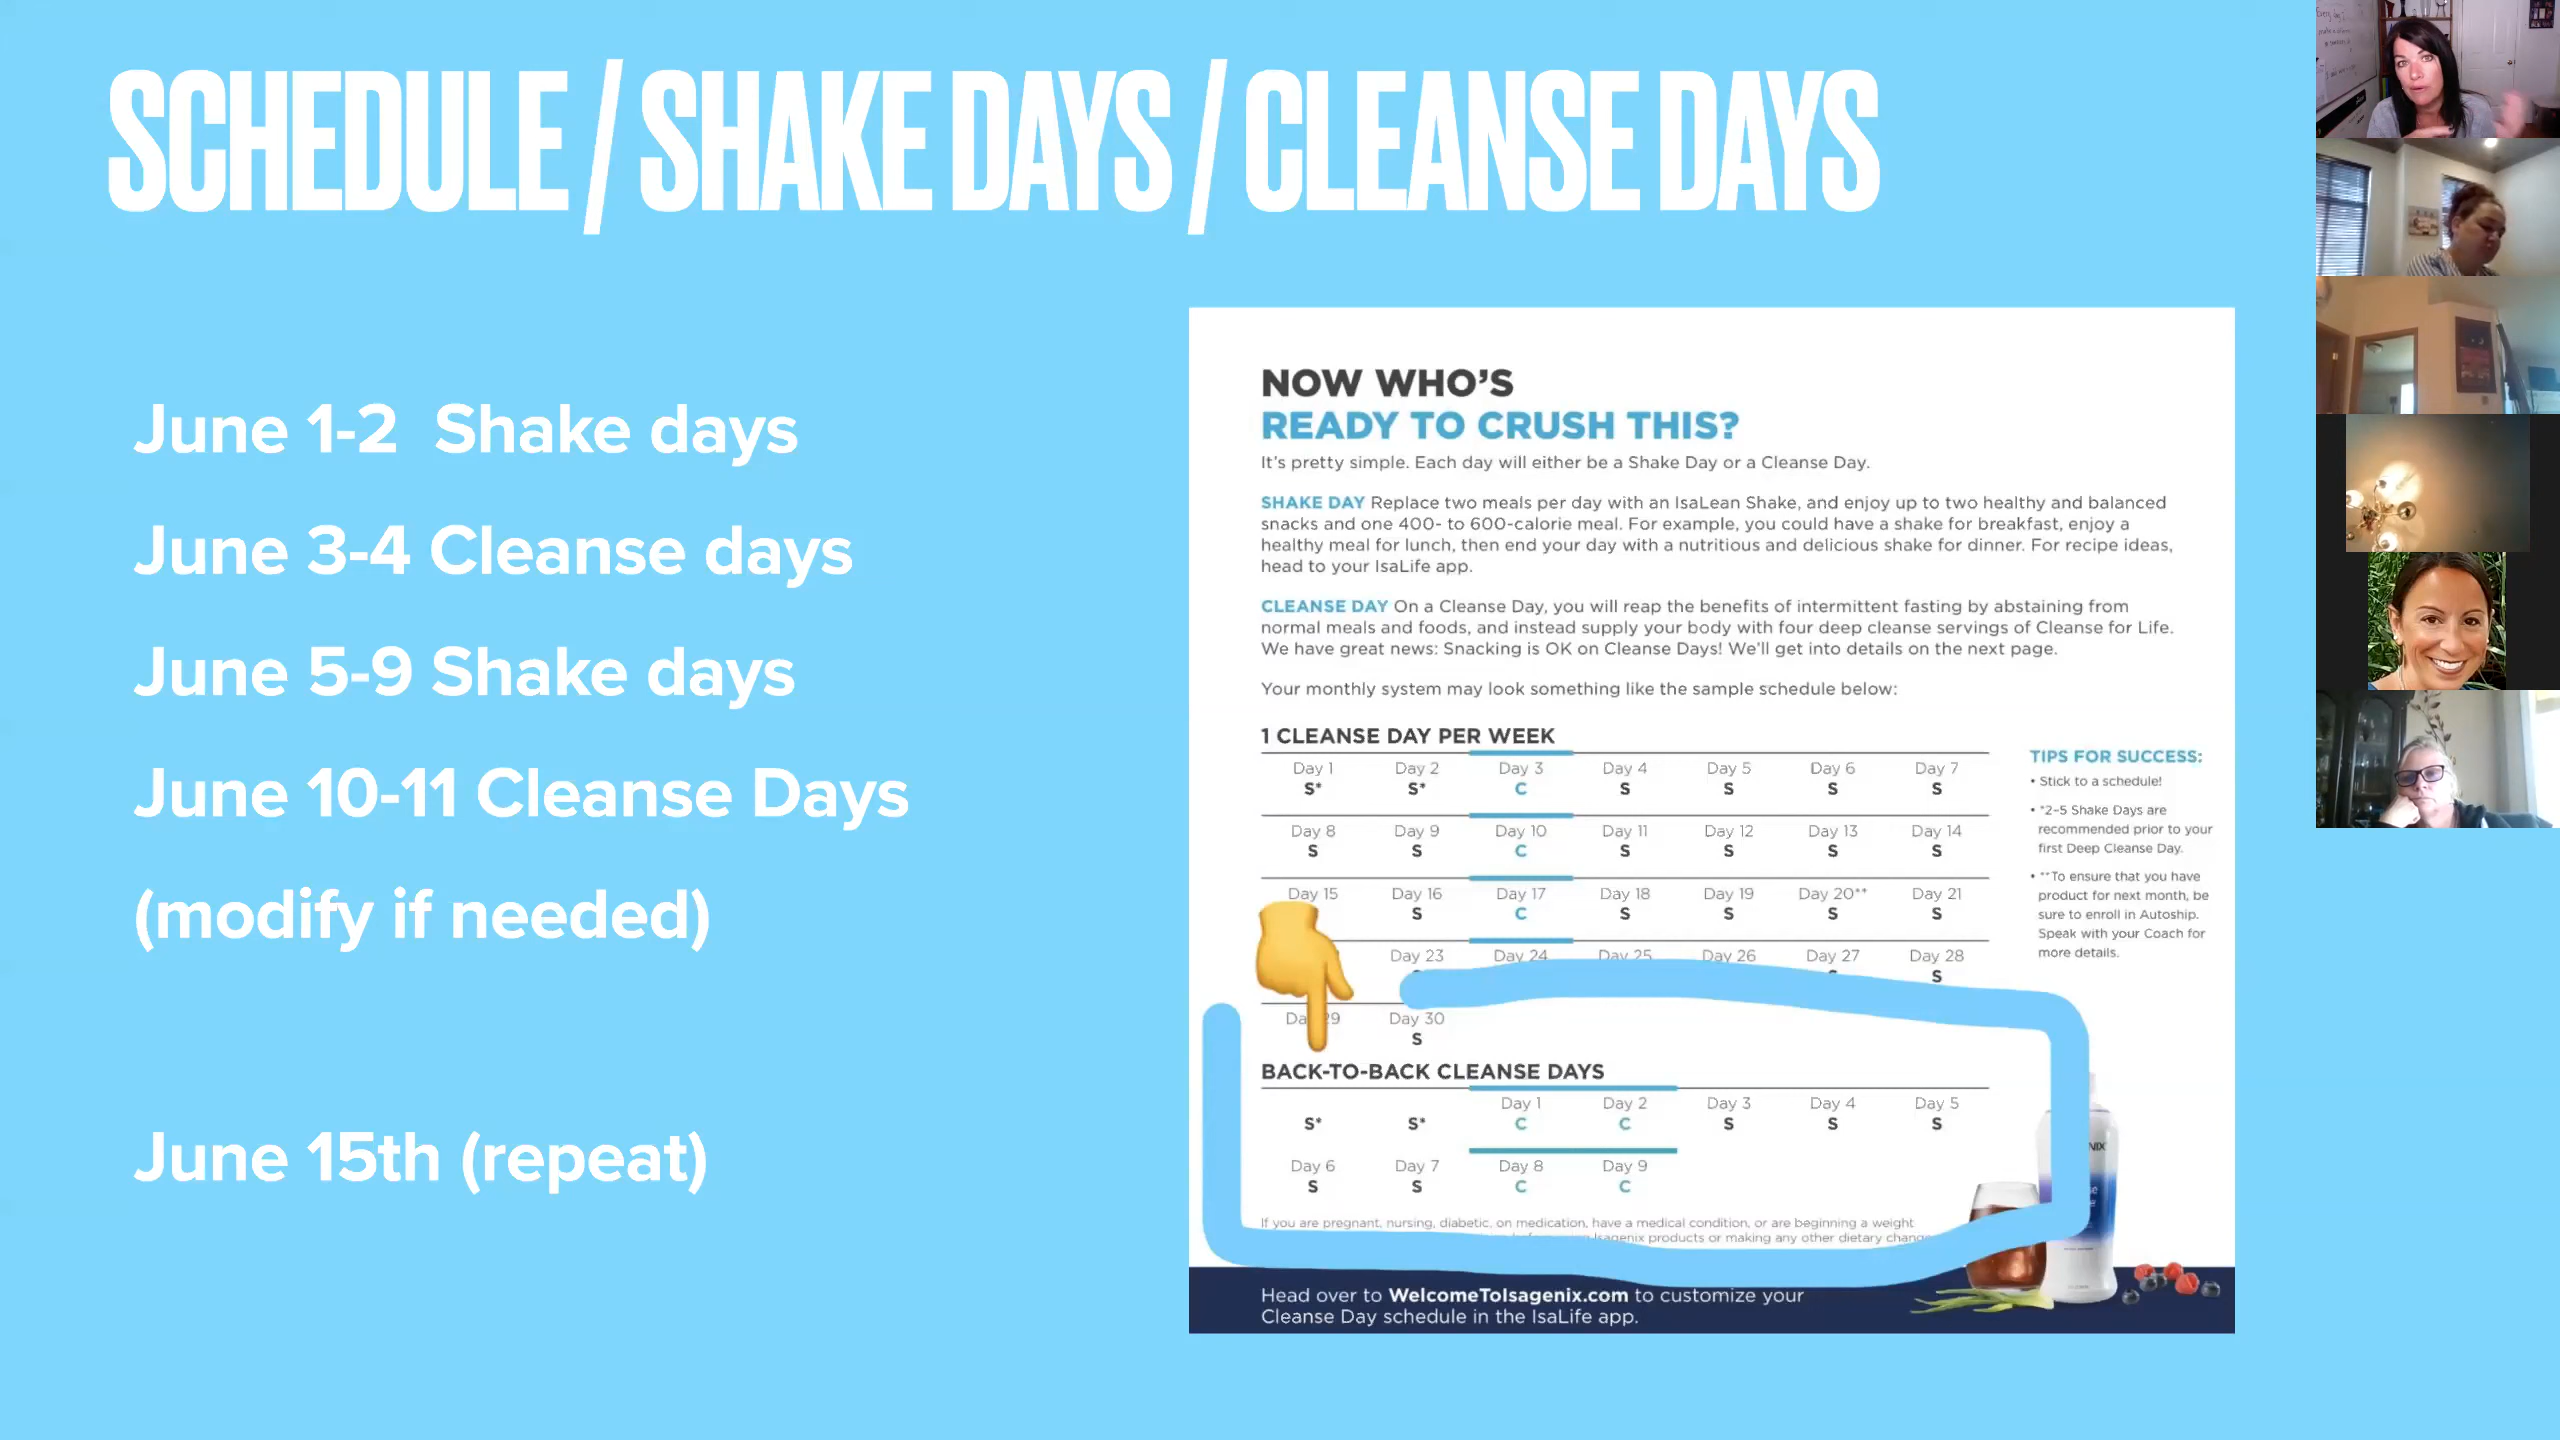 SCHEDULE / SHAKE DAYS / CLEANSE DAYS
June 1-2 Shake days
June 3-4 Cleanse days
June 5-9 Shake days
June 10-11 Cleanse Days
(modify if needed)
June 15th (repeat)
NOW WHO'S
READY TO CRUSH THIS?
It's pretty simple. Each day will either be a Shake Day or a Cleanse Day.
SHAKE DAY Replace two meals per day with an IsaLean Shake, and enjoy up to two healthy and balanced
snacks and one 400- to 600-calorie meal. For example, you could have a shake for breakfast, enjoy a
healthy meal for lunch, then end your day with a nutritious and delicious shake for dinner. For recipe ideas,
head to your IsaLife app.
CLEANSE DAY On a Cleanse Day, you will reap the benefits of intermittent fasting by abstaining from
normal meals and foods, and instead supply your body with four deep cleanse servings of Cleanse for Life.
We have great news: Snacking is OK on Cleanse Days! We'll get into details on the next page.
Your monthly system may look something like the sample schedule below:
1 CLEANSE DAY PER WEEK
Day 1 Day 2 Day 3 Day 4 Day 5 Day 6 Day 7
S* S* C S S S S
Day 8 Day 9 Day 10 Day 11 Day 12 Day 13 Day 14
S S C S S S S
Day 15 Day 16 Day 17 Day 18 Day 19 Day 20** Day 21
S C S S S S
Day 23 Day 24 Day 25 Day 26 Day 27 Day 28
S
Day 30
S
TIPS FOR SUCCESS:
• Stick to a schedule!
• *2-5 Shake Days are
recommended prior to your
first Deep Cleanse Day.
• **To ensure that you have
product for next month, be
sure to enroll in Autoship.
Speak with your Coach for
more details.
BACK-TO-BACK CLEANSE DAYS
Day 1 Day 2 Day 3 Day 4 Day 5
S* S* C C S S S
Day 6 Day 7 Day 8 Day 9
S S C C
If you are pregnant, nursing, diabetic, on medication, have a medical condition, or are beginning a weight
Isagenix products or making any other dietary
Head over to WelcomeToIsagenix.com to customize your
Cleanse Day schedule in the IsaLife app.